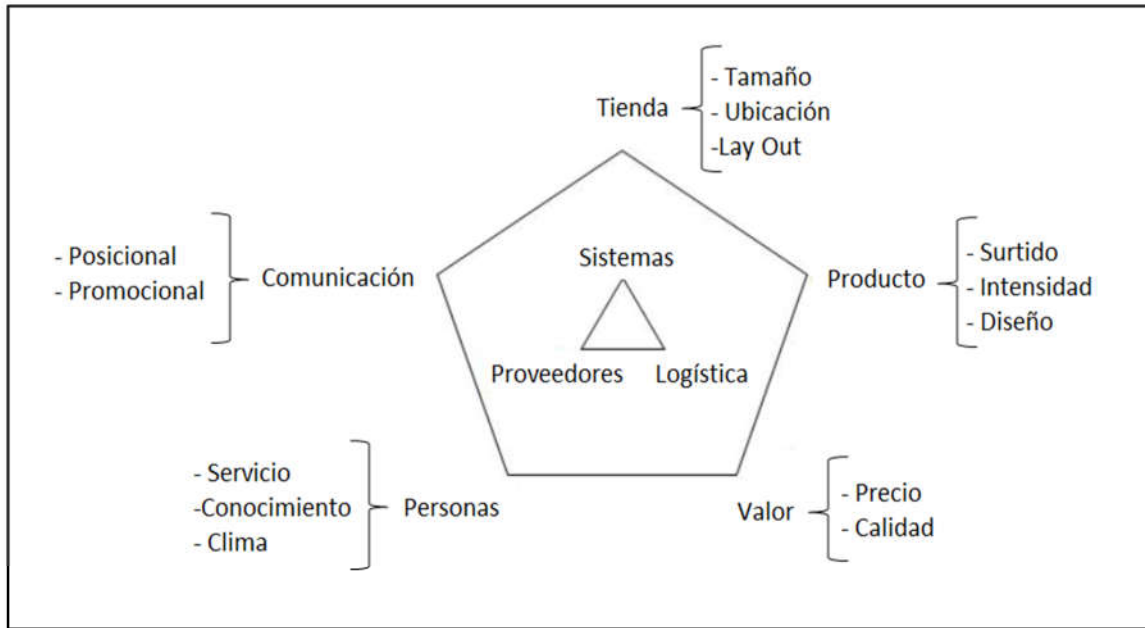 Tienda
- Tamaño
- Ubicación
-Lay Out
- Posicional
- Promocional
Comunicación
Sistemas
Proveedores
Logística
Producto
- Surtido
- Intensidad
- Diseño
- Servicio
-Conocimiento
- Clima
Personas
Valor
- Precio
- Calidad